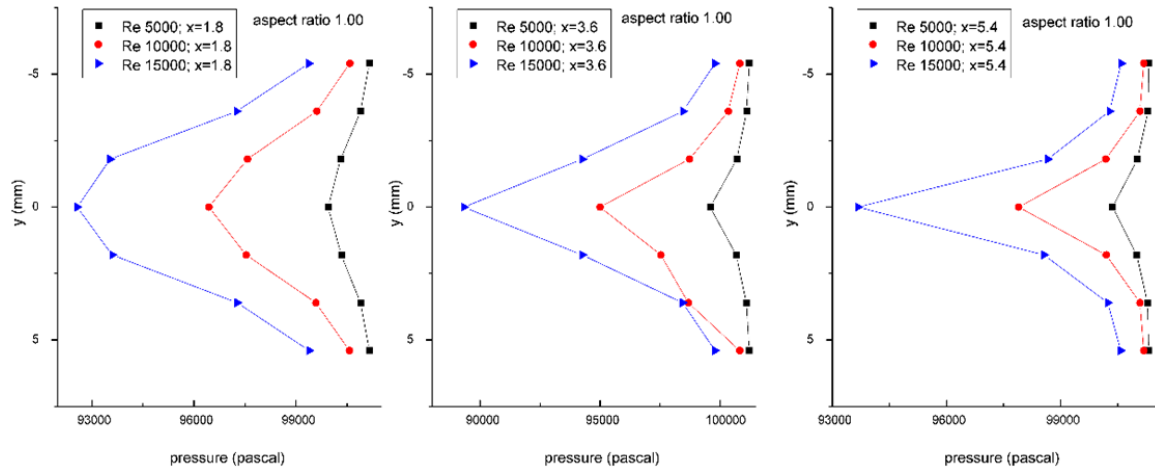 Re 5000; x=1.8
Re 10000; x=1.8
Re 15000; x=1.8
aspect ratio 1.00
-5
0
5
y (mm)
93000
96000
99000
pressure (pascal)
Re 5000; x=3.6
Re 10000; x=3.6
Re 15000; x=3.6
aspect ratio 1.00
-5
0
5
y (mm)
90000
95000
100000
pressure (pascal)
Re 5000; x=5.4
Re 10000; x=5.4
Re 15000; x=5.4
aspect ratio 1.00
-5
0
5
y (mm)
93000
96000
99000
pressure (pascal)